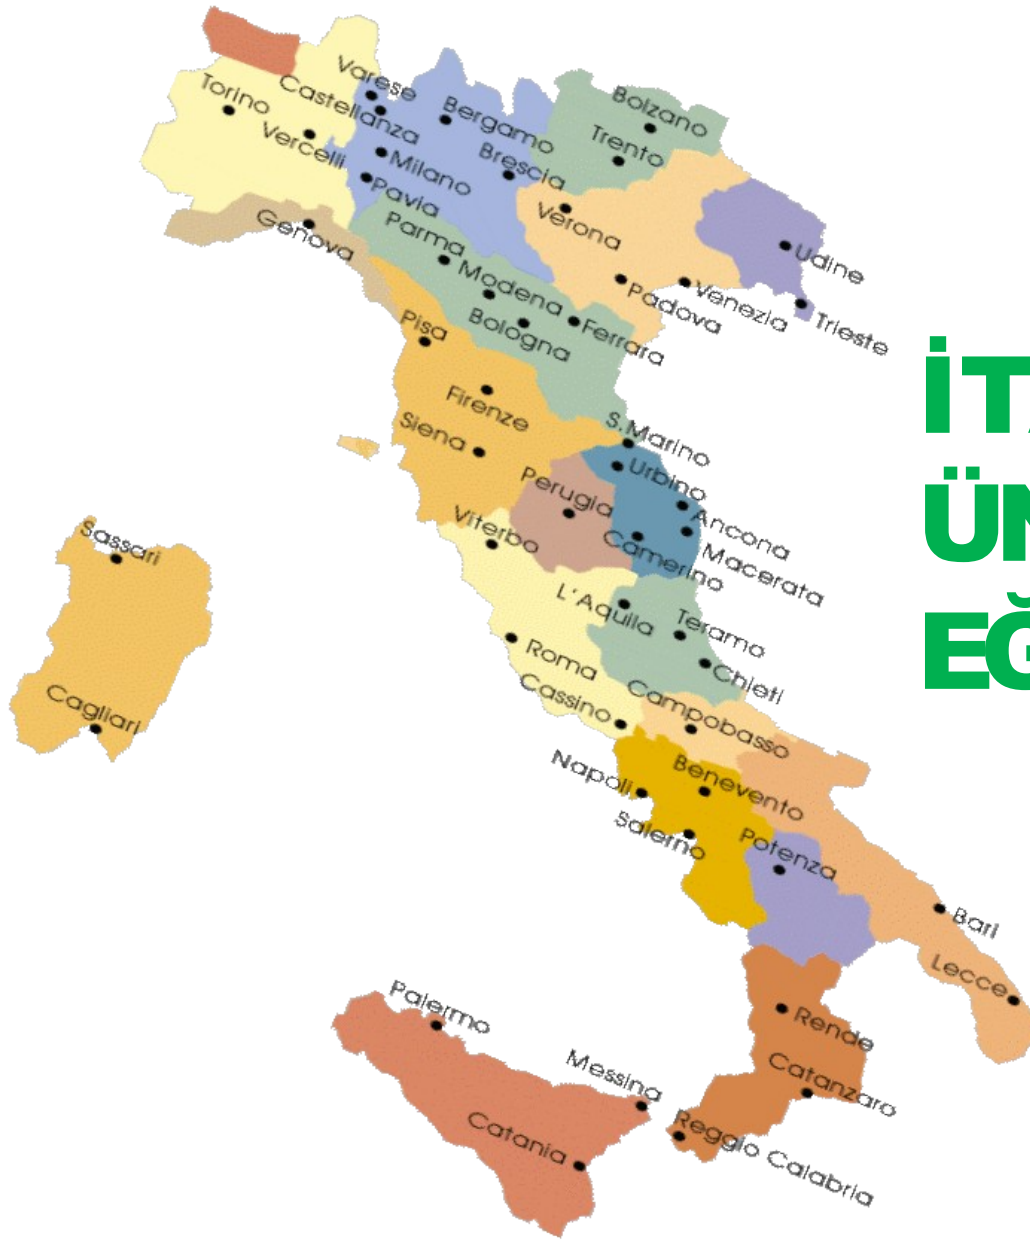 Varese
Torino
Castellanza
Bergamo
Bolzano
Vercelli
Milano
Brescia
Trento
Pavia
Verona
Genova
Parma
Udine
Modena
Padova
Venezia
Trieste
Pisa
Bologna
Ferrara
İT
Firenze
Siena
S.Marino
Urbino
Perugia
ÜN
Viterbo
Ancona
Camerino
Macerata
Sassari
L'Aquila
Teramo
EĞ
Roma
Chieti
Cassino
Campobasso
Cagliari
Napoli
Benevento
Salerno
Potenza
Bari
Lecce
Palermo
Rende
Messina
Catanzaro
Catania
Reggio Calabria